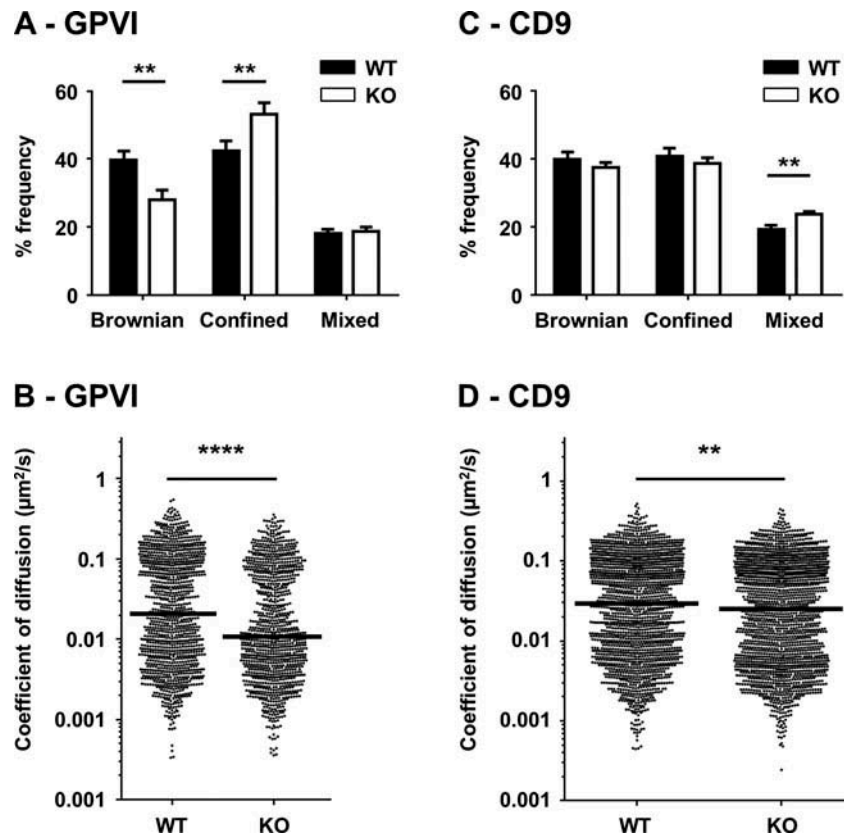 A - GPVI
WT
KO
**
**
% frequency
60
40
20
0
Brownian
Confined
Mixed
C - CD9
WT
KO
**
% frequency
60
40
20
0
Brownian
Confined
Mixed
B - GPVI
****
Coefficient of diffusion (µm²/s)
1
0.1
0.01
0.001
0.001
WT
KO
D - CD9
**
Coefficient of diffusion (µm²/s)
1
0.1
0.01
0.001
0.001
WT
KO